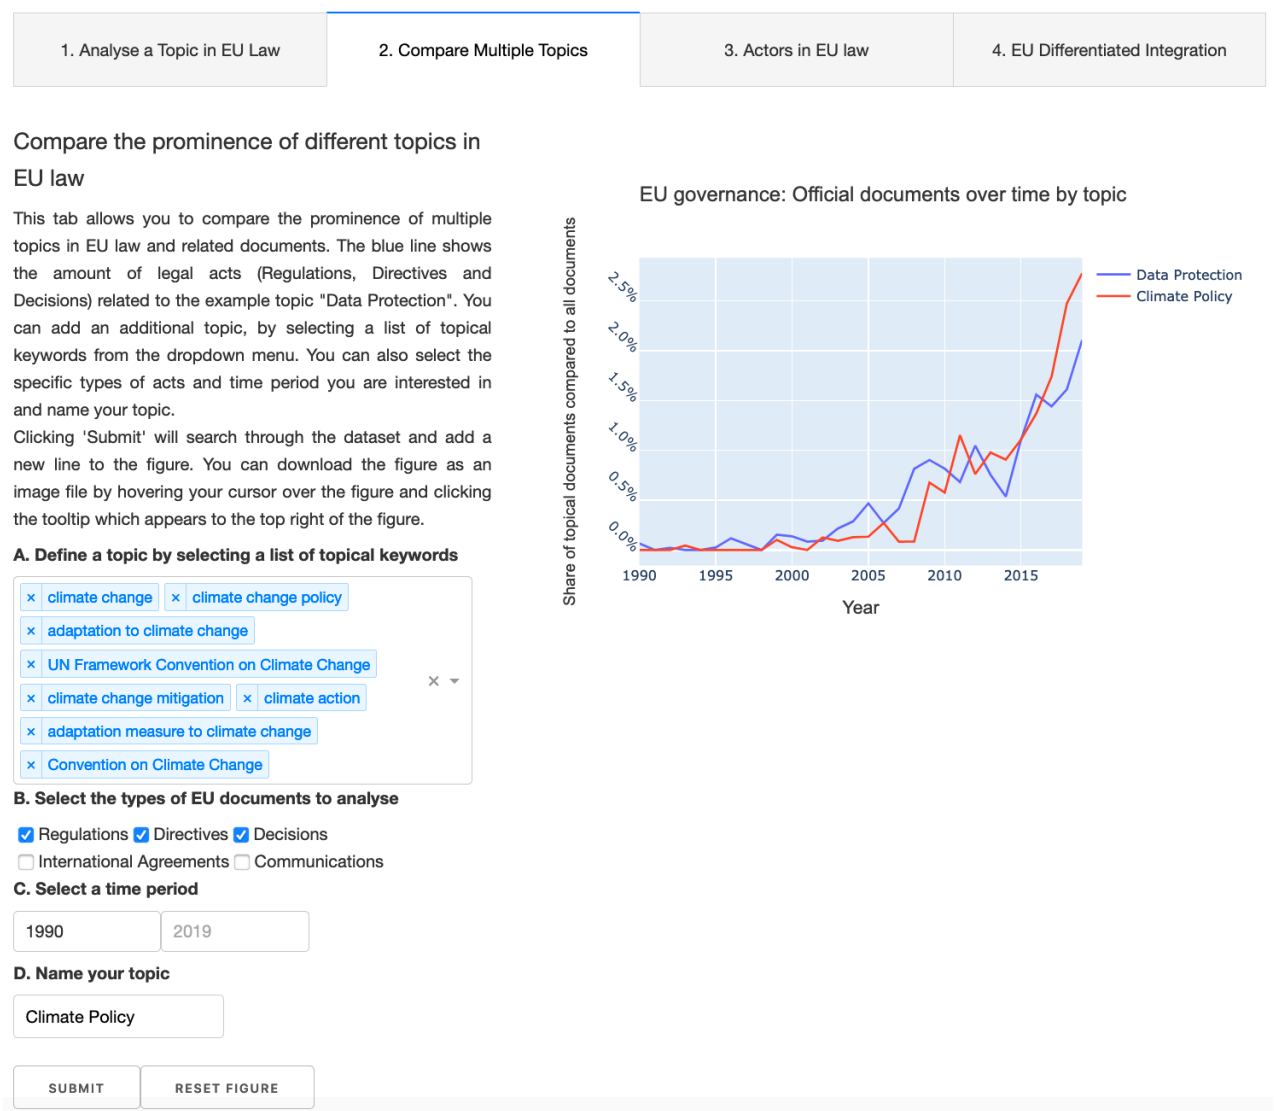 1. Analyse a Topic in EU Law
2. Compare Multiple Topics
3. Actors in EU law
4. EU Differentiated Integration
Compare the prominence of different topics in
EU law
This tab allows you to compare the prominence of multiple
topics in EU law and related documents. The blue line shows
the amount of legal acts (Regulations, Directives and
Decisions) related to the example topic "Data Protection". You
can add an additional topic, by selecting a list of topical
keywords from the dropdown menu. You can also select the
specific types of acts and time period you are interested in
and name your topic.
Clicking 'Submit' will search through the dataset and add a
new line to the figure. You can download the figure as an
image file by hovering your cursor over the figure and clicking
the tooltip which appears to the top right of the figure.
A. Define a topic by selecting a list of topical keywords
× climate change × climate change policy
× adaptation to climate change
× UN Framework Convention on Climate Change
× climate change mitigation × climate action
× adaptation measure to climate change
× Convention on Climate Change
B. Select the types of EU documents to analyse
Regulations Directives Decisions
International Agreements Communications
C. Select a time period
1990 2019
D. Name your topic
Climate Policy
SUBMIT RESET FIGURE
EU governance: Official documents over time by topic
Share of topical documents compared to all documents
2.5%
2.0%
1.5%
1.0%
0.5%
0.0%
1990 1995 2000 2005 2010 2015
Year
Data Protection
Climate Policy